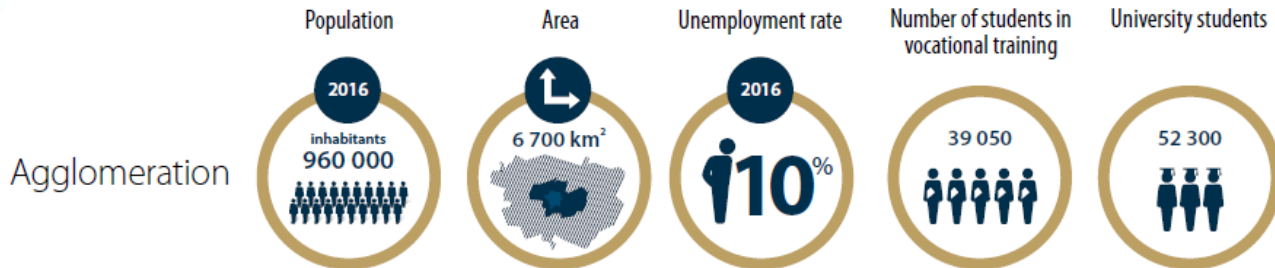 Population
Area
Unemployment rate
Number of students in
vocational training
University students
2016
2016
inhabitants
960 000
6 700 km²
10%
39 050
52 300
Agglomeration